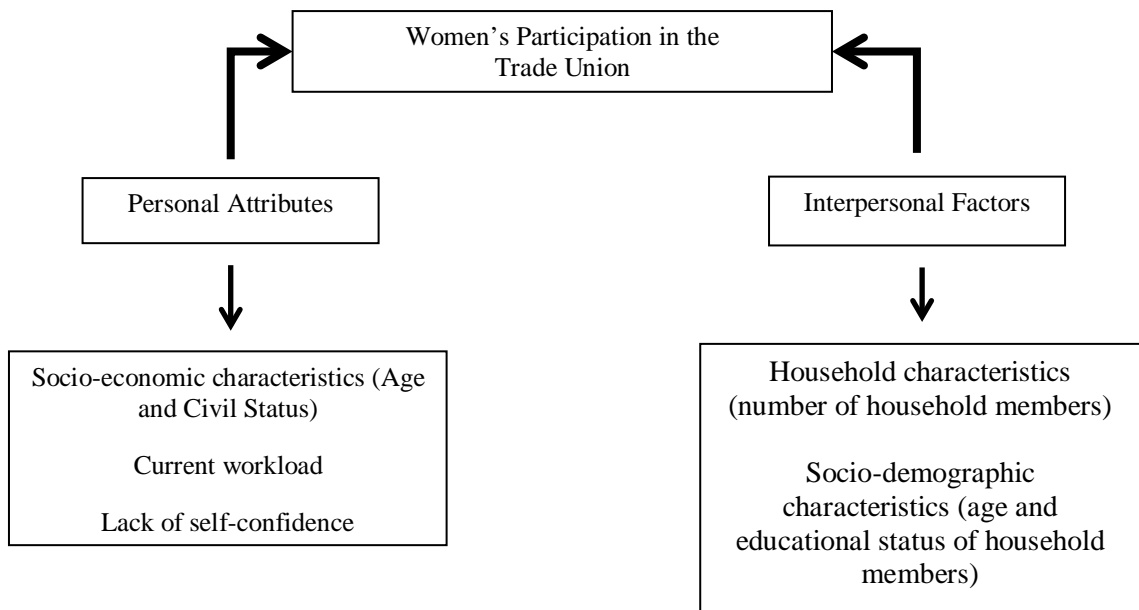 Women’s Participation in the
Trade Union
Personal Attributes
Interpersonal Factors
Socio-economic characteristics (Age
and Civil Status)
Current workload
Lack of self-confidence
Household characteristics
(number of household members)
Socio-demographic
characteristics (age and
educational status of household
members)